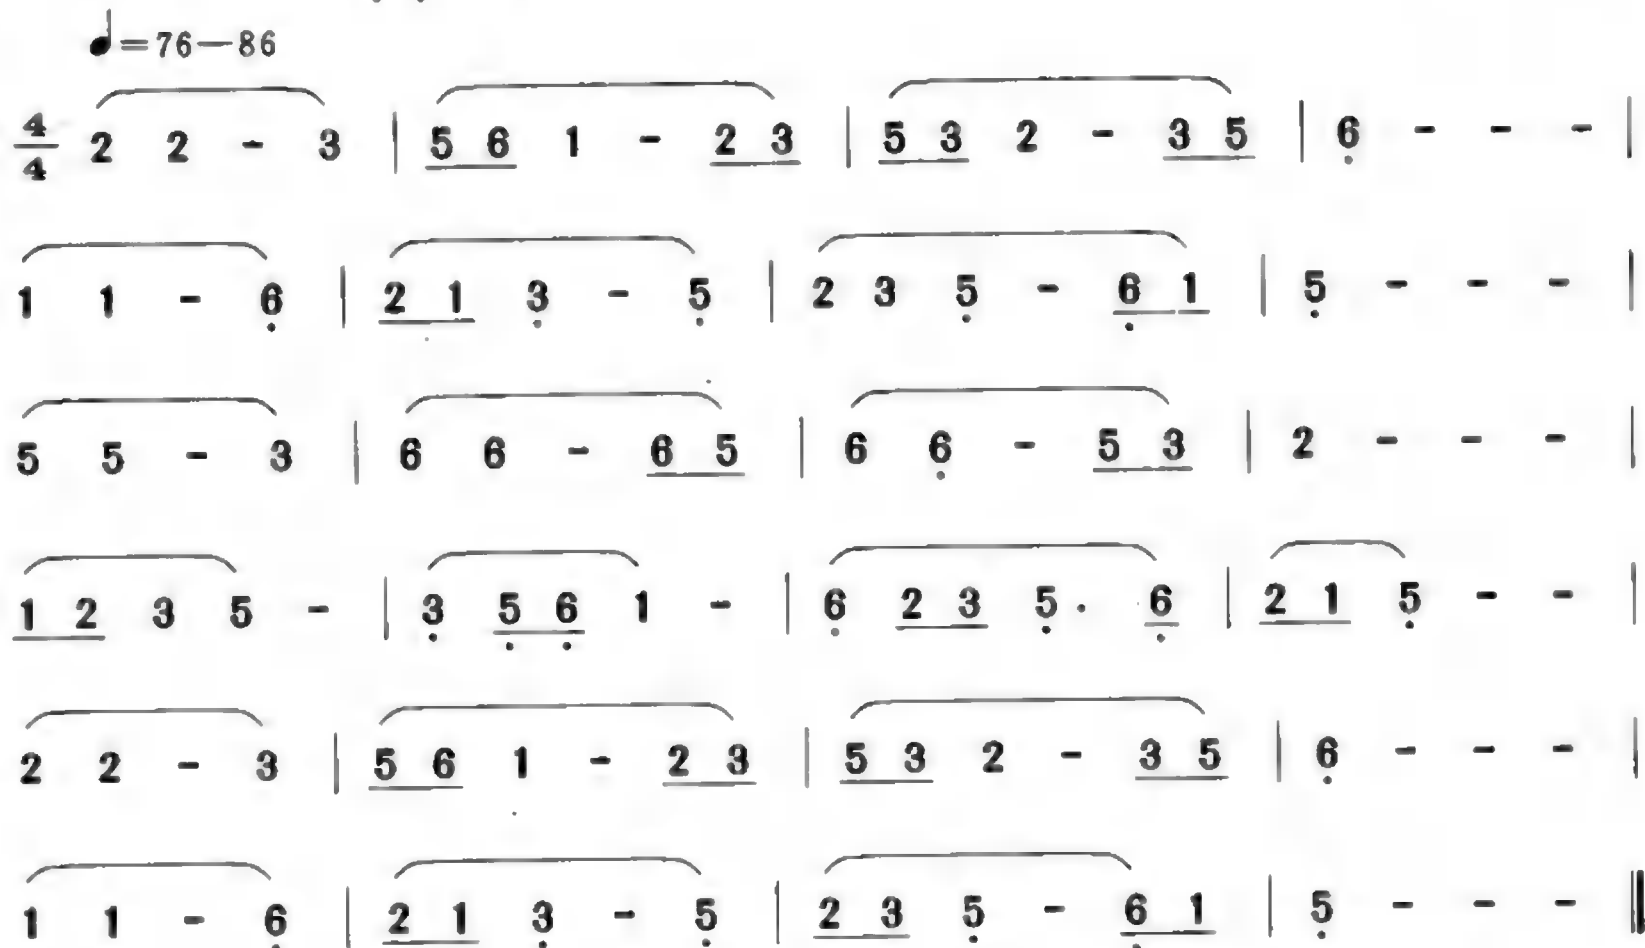 ♩=76—86
4/4 2 2 - 3 | 5 6 1 - 2 3 | 5 3 2 - 3 5 | 6̣ - - - |
1 1 - 6̣ | 2 1 3̣ - 5̣ | 2 3 5̣ - 6̣ 1 | 5̣ - - - |
5 5 - 3 | 6 6 - 6 5 | 6 6̣ - 5 3 | 2 - - - |
1 2 3 5 - | 3̣ 5̣ 6̣ 1 - | 6̣ 2 3 5̣ · 6̣ | 2 1 5̣ - - |
2 2 - 3 | 5 6 1 - 2 3 | 5 3 2 - 3 5 | 6̣ - - - |
1 1 - 6̣ | 2 1 3̣ - 5̣ | 2 3 5̣ - 6̣ 1 | 5̣ - - - ‖